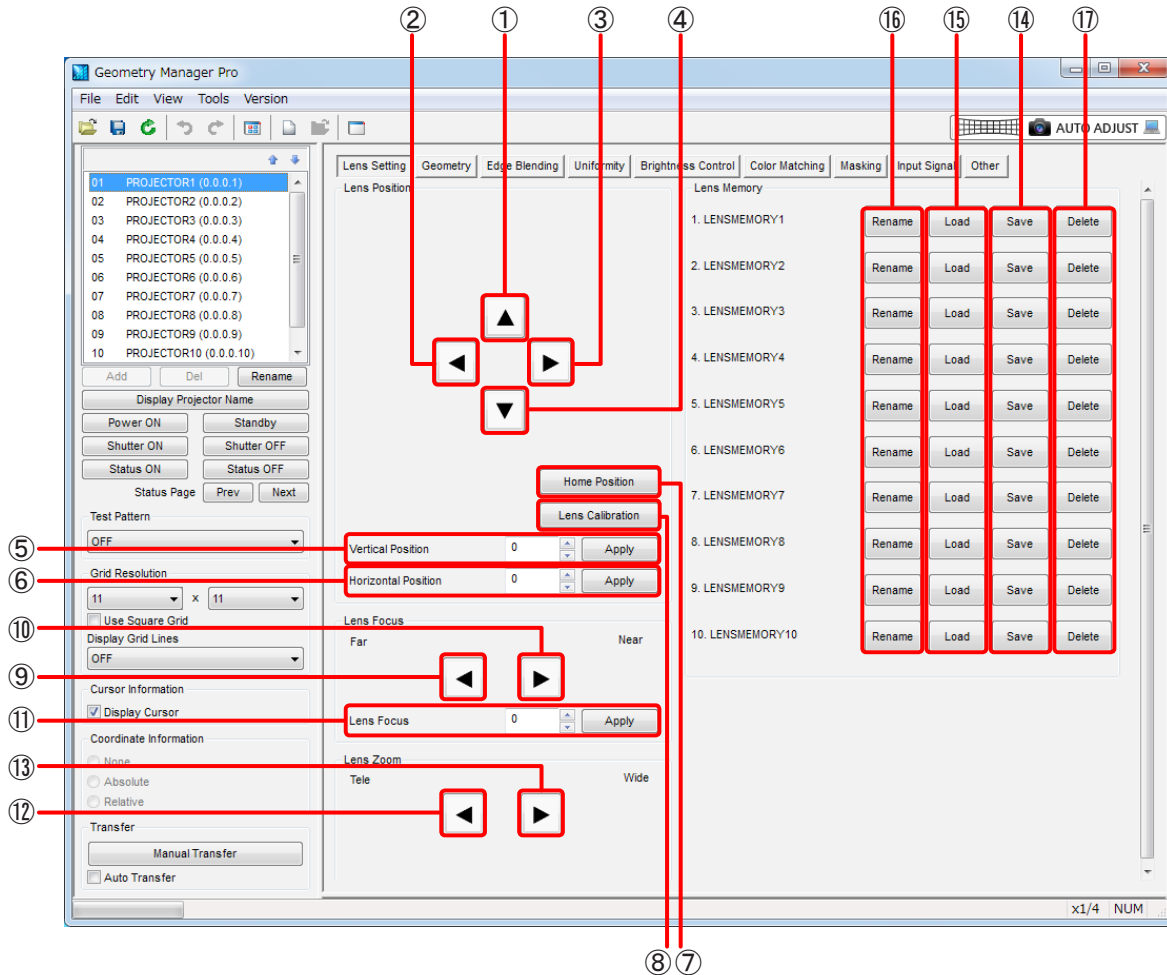 ② ① ③ ④ ⑯ ⑮ ⑭ ⑰
Geometry Manager Pro
File Edit View Tools Version
AUTO ADJUST
01 PROJECTOR1 (0.0.0.1)
02 PROJECTOR2 (0.0.0.2)
03 PROJECTOR3 (0.0.0.3)
04 PROJECTOR4 (0.0.0.4)
05 PROJECTOR5 (0.0.0.5)
06 PROJECTOR6 (0.0.0.6)
07 PROJECTOR7 (0.0.0.7)
08 PROJECTOR8 (0.0.0.8)
09 PROJECTOR9 (0.0.0.9)
10 PROJECTOR10 (0.0.0.10)
Add Del Rename
Display Projector Name
Power ON Standby
Shutter ON Shutter OFF
Status ON Status OFF
Status Page Prev Next
Test Pattern
OFF
Grid Resolution
11 x 11
Use Square Grid
Display Grid Lines
OFF
Cursor Information
Display Cursor
Coordinate Information
None
Absolute
Relative
Transfer
Manual Transfer
Auto Transfer
Lens Setting Geometry Edge Blending Uniformity Brightness Control Color Matching Masking Input Signal Other
Lens Position
Home Position
Lens Calibration
⑤ Vertical Position 0 Apply
⑥ Horizontal Position 0 Apply
Lens Focus
⑩ Far Near
⑨
⑪ Lens Focus 0 Apply
Lens Zoom
⑬ Tele Wide
⑫
Lens Memory
1. LENSMEMORY1 Rename Load Save Delete
2. LENSMEMORY2 Rename Load Save Delete
3. LENSMEMORY3 Rename Load Save Delete
4. LENSMEMORY4 Rename Load Save Delete
5. LENSMEMORY5 Rename Load Save Delete
6. LENSMEMORY6 Rename Load Save Delete
7. LENSMEMORY7 Rename Load Save Delete
8. LENSMEMORY8 Rename Load Save Delete
9. LENSMEMORY9 Rename Load Save Delete
10. LENSMEMORY10 Rename Load Save Delete
x1/4 NUM
⑧ ⑦